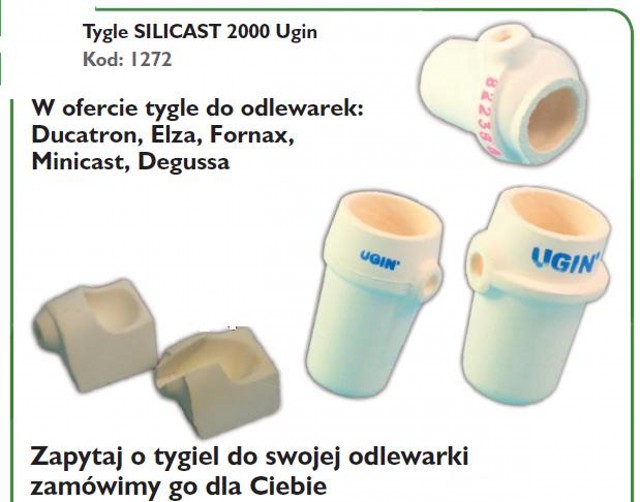 Tygle SILICAST 2000 Ugin
Kod: 1272
W ofercie tygle do odlewarek:
Ducatron, Elza, Fornax,
Minicast, Degussa
UGIN'
UGIN'
Zapytaj o tygiel do swojej odlewarki
zamówimy go dla Ciebie